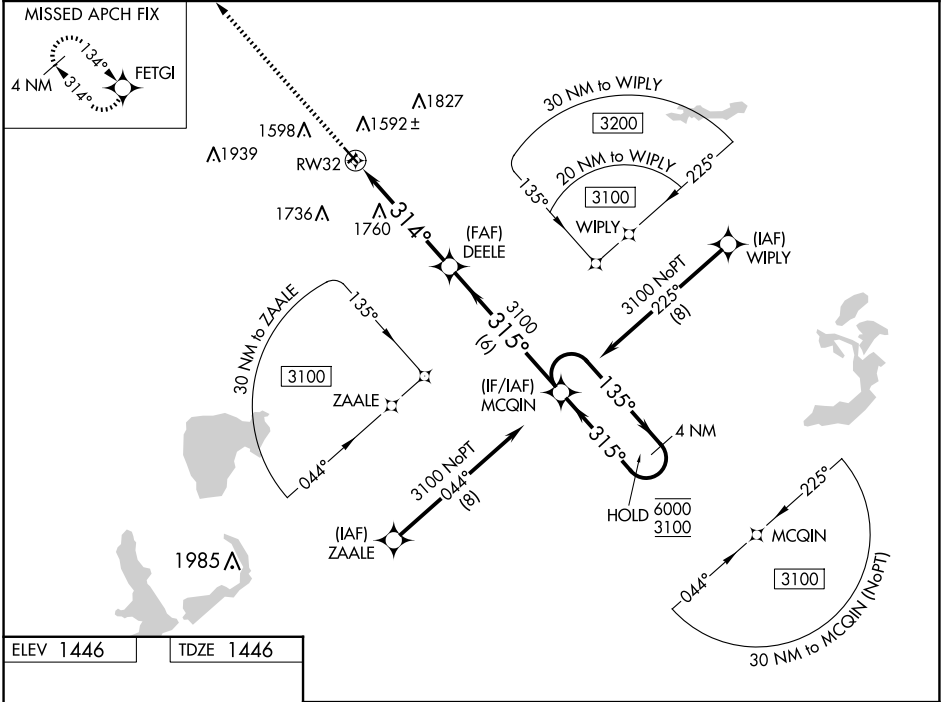 MISSED APCH FIX
134°
FETGI
4 NM
314°
1827
1598
1592 ±
1939
RW32
1736
1760
314°
(FAF)
DEELE
30 NM to WIPLY
3200
20 NM to WIPLY
3100
135°
225°
WIPLY
(IAF)
WIPLY
3100 NoPT
225°
(8)
3100
315°
(6)
30 NM to ZAALE
135°
3100
ZAALE
044°
(IF/IAF)
MCQIN
135°
315°
4 NM
HOLD
6000
3100
3100 NoPT
044°
(8)
(IAF)
ZAALE
225°
MCQIN
044°
3100
30 NM to MCQIN (NoPT)
1985
ELEV 1446
TDZE 1446